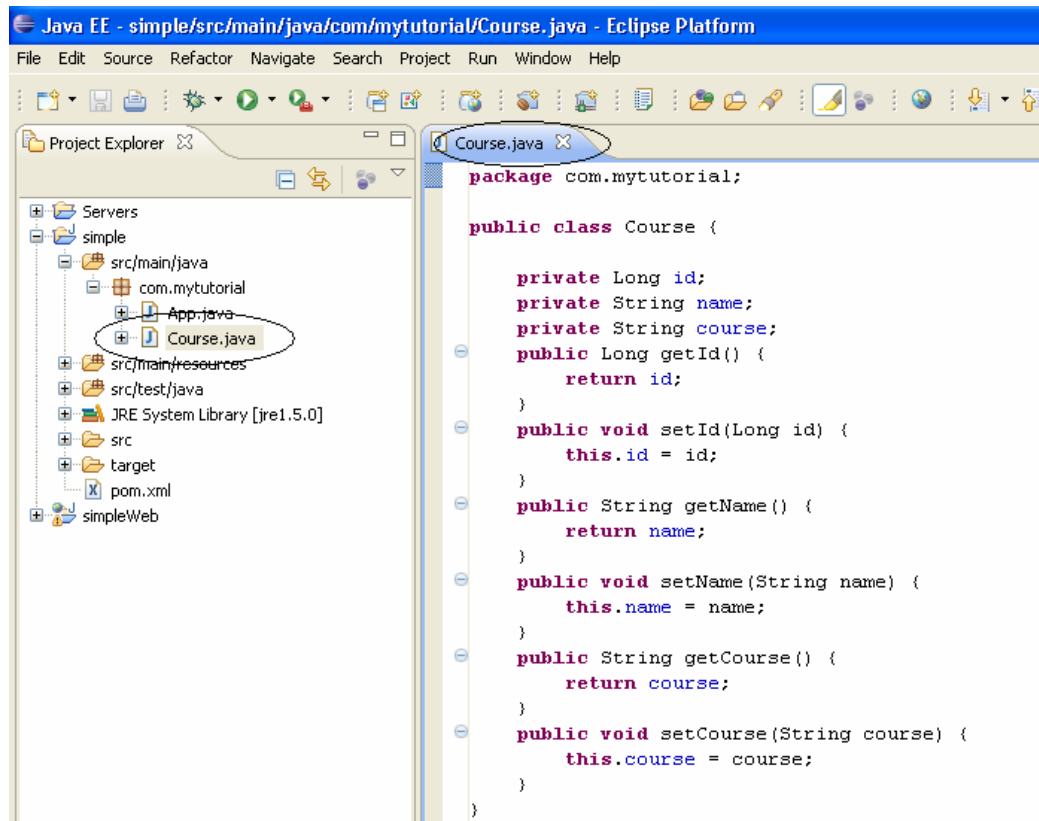 Java EE - simple/src/main/java/com/mytutorial/Course.java - Eclipse Platform
File Edit Source Refactor Navigate Search Project Run Window Help
Project Explorer
Servers
simple
src/main/java
com.mytutorial
App.java
Course.java
src/main/resources
src/test/java
JRE System Library [jre1.5.0]
src
target
pom.xml
simpleWeb
Course.java
package com.mytutorial;
public class Course {
private Long id;
private String name;
private String course;
public Long getId() {
return id;
}
public void setId(Long id) {
this.id = id;
}
public String getName() {
return name;
}
public void setName(String name) {
this.name = name;
}
public String getCourse() {
return course;
}
public void setCourse(String course) {
this.course = course;
}
}